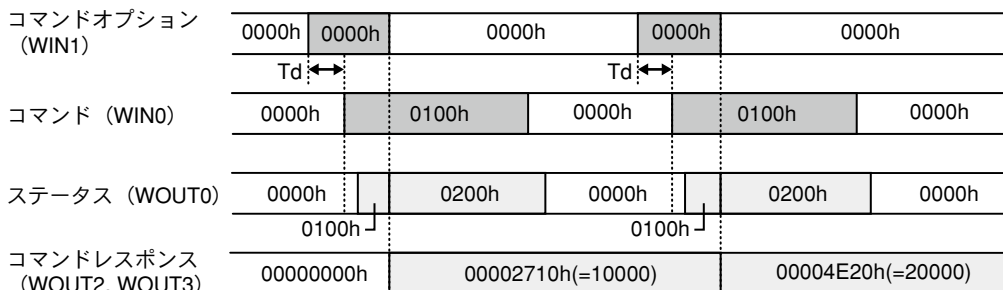 コマンドオプション
（WIN1）
0000h 0000h 0000h 0000h 0000h
Td Td
コマンド（WIN0）
0000h 0100h 0000h 0100h 0000h
ステータス（WOUT0）
0000h 0200h 0000h 0200h 0000h
0100h 0100h
コマンドレスポンス
（WOUT2, WOUT3）
00000000h 00002710h(=10000) 00004E20h(=20000)